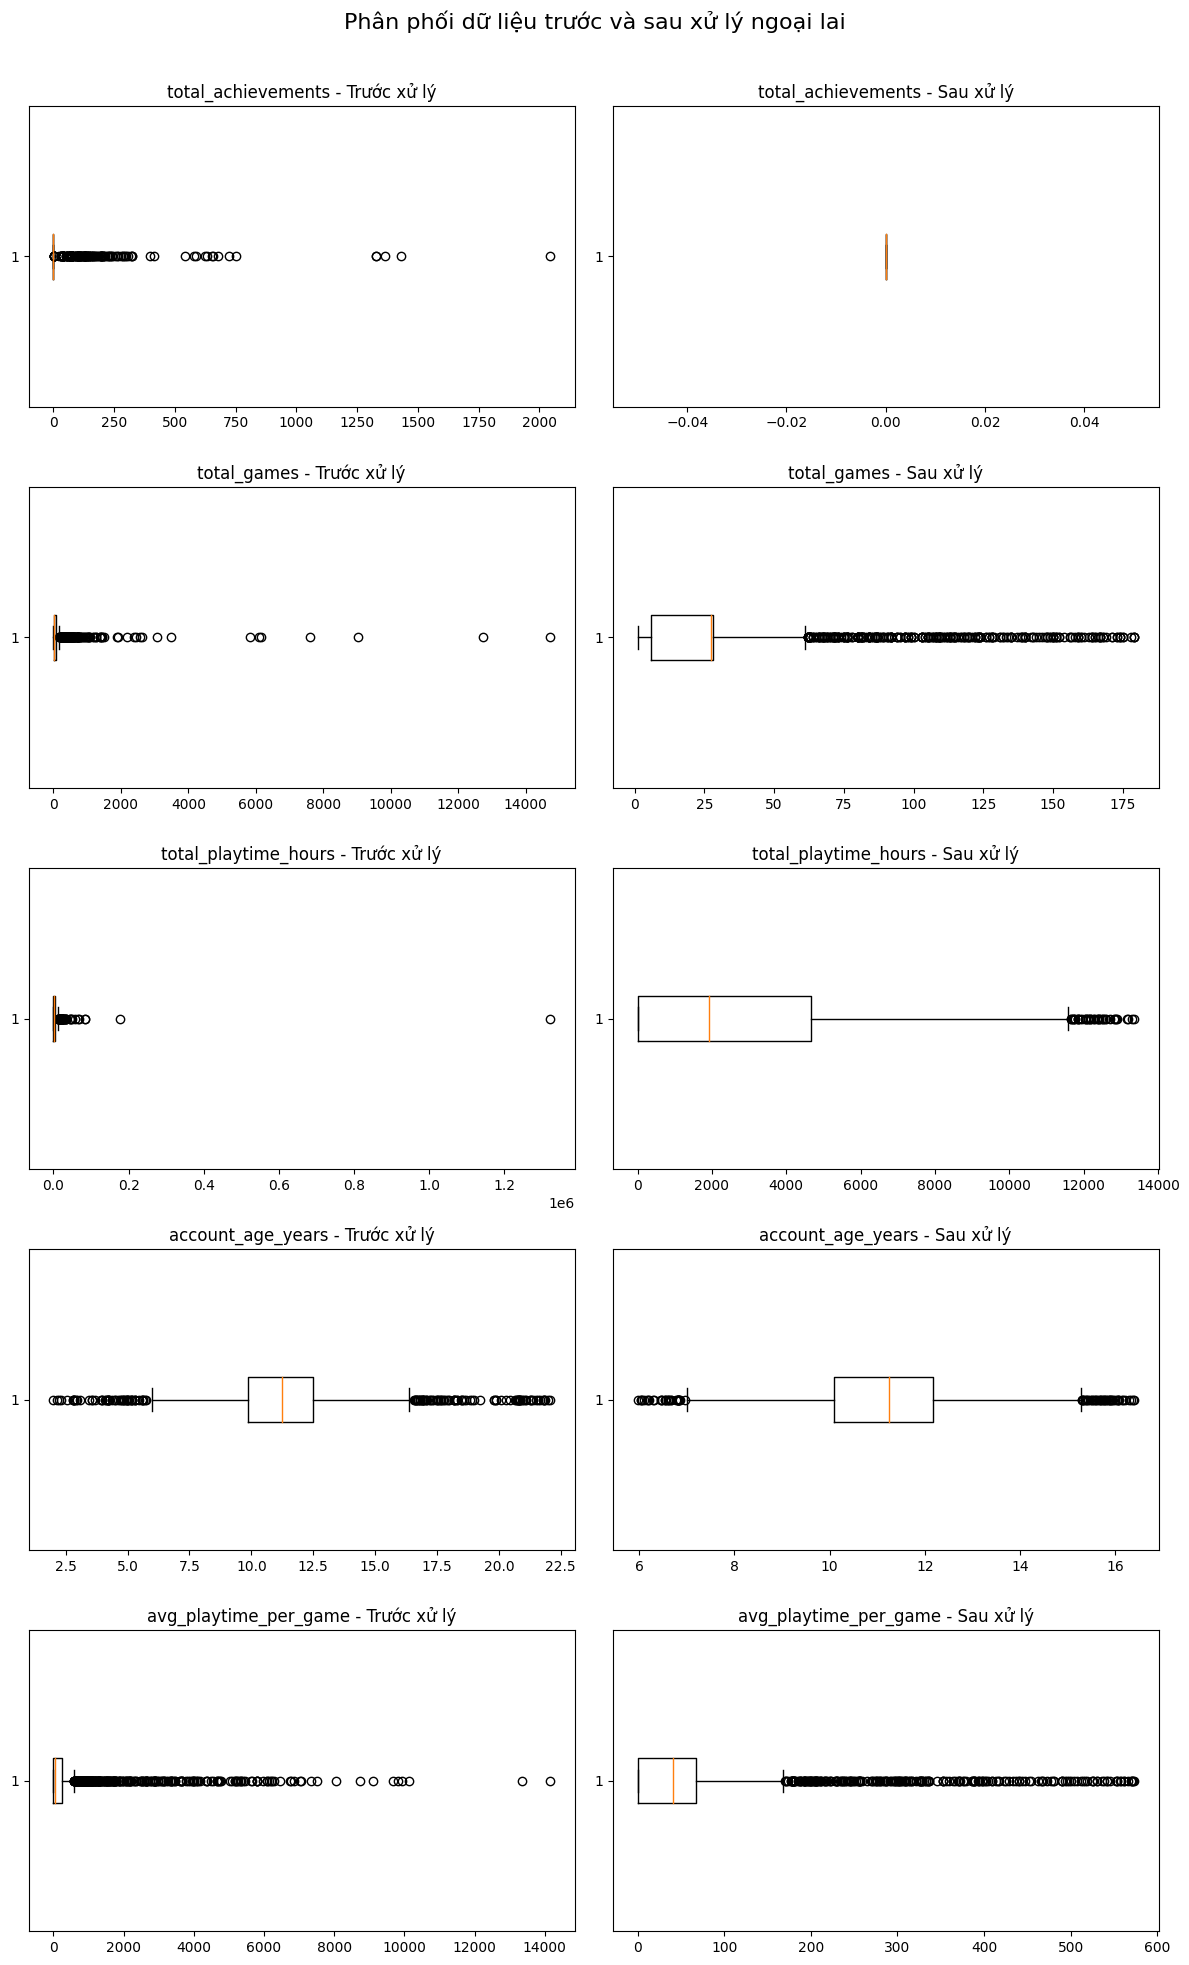 Phân phối dữ liệu trước và sau xử lý ngoại lai
total_achievements - Trước xử lý
total_achievements - Sau xử lý
1
1
0 250 500 750 1000 1250 1500 1750 2000
−0.04 −0.02 0.00 0.02 0.04
total_games - Trước xử lý
total_games - Sau xử lý
1
1
0 2000 4000 6000 8000 10000 12000 14000
0 25 50 75 100 125 150 175
total_playtime_hours - Trước xử lý
total_playtime_hours - Sau xử lý
1
1
0.0 0.2 0.4 0.6 0.8 1.0 1.2
1e6
0 2000 4000 6000 8000 10000 12000 14000
account_age_years - Trước xử lý
account_age_years - Sau xử lý
1
1
2.5 5.0 7.5 10.0 12.5 15.0 17.5 20.0 22.5
6 8 10 12 14 16
avg_playtime_per_game - Trước xử lý
avg_playtime_per_game - Sau xử lý
1
1
0 2000 4000 6000 8000 10000 12000 14000
0 100 200 300 400 500 600